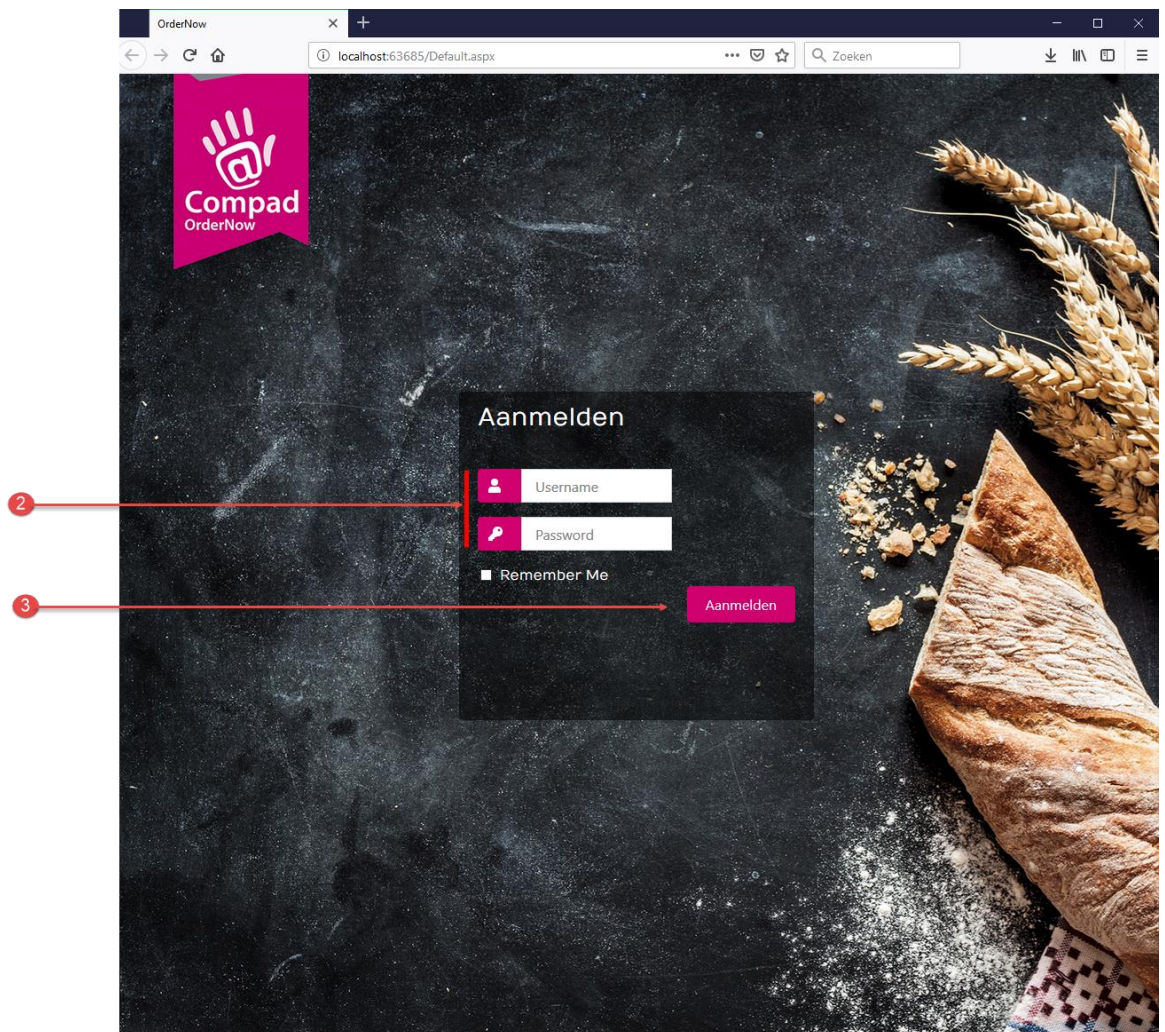 OrderNow
localhost:63685/Default.aspx
Zoeken
@
Compad
OrderNow
Aanmelden
2
Username
Password
Remember Me
3
Aanmelden